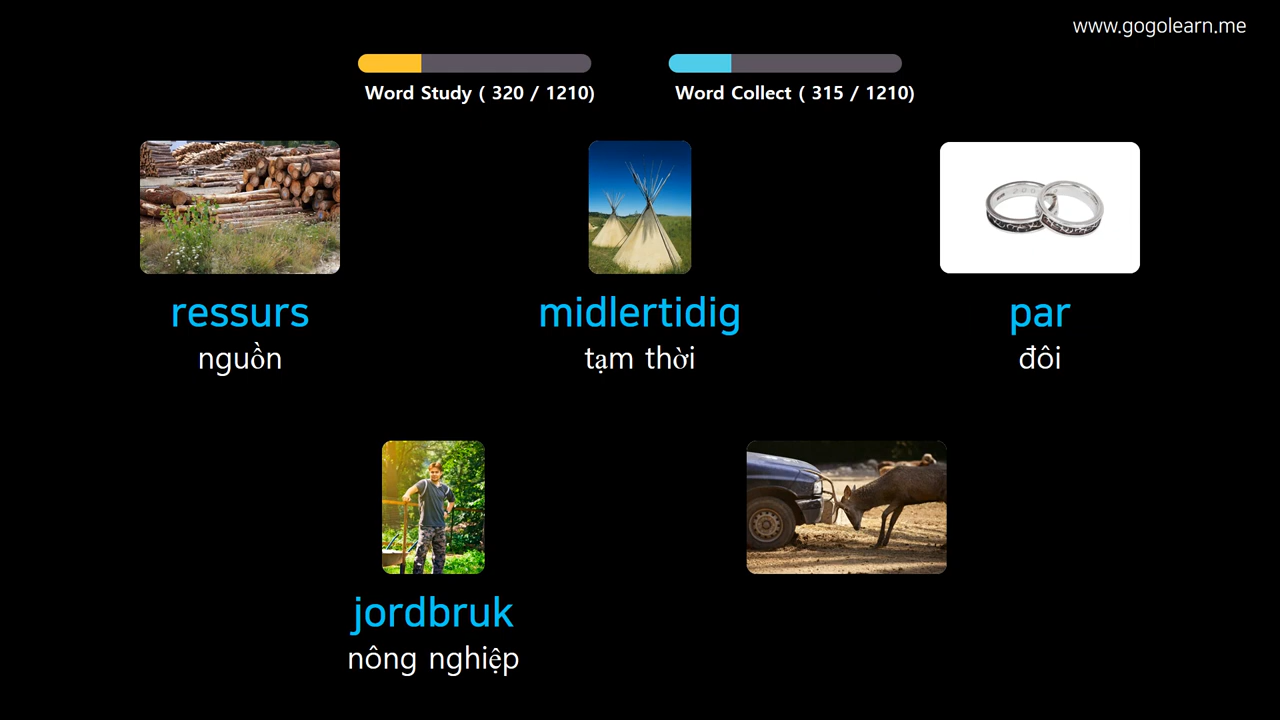 www.gogolearn.me
Word Study ( 320 / 1210)
Word Collect ( 315 / 1210)
ressurs
nguồn
midlertidig
tạm thời
par
đôi
jordbruk
nông nghiệp